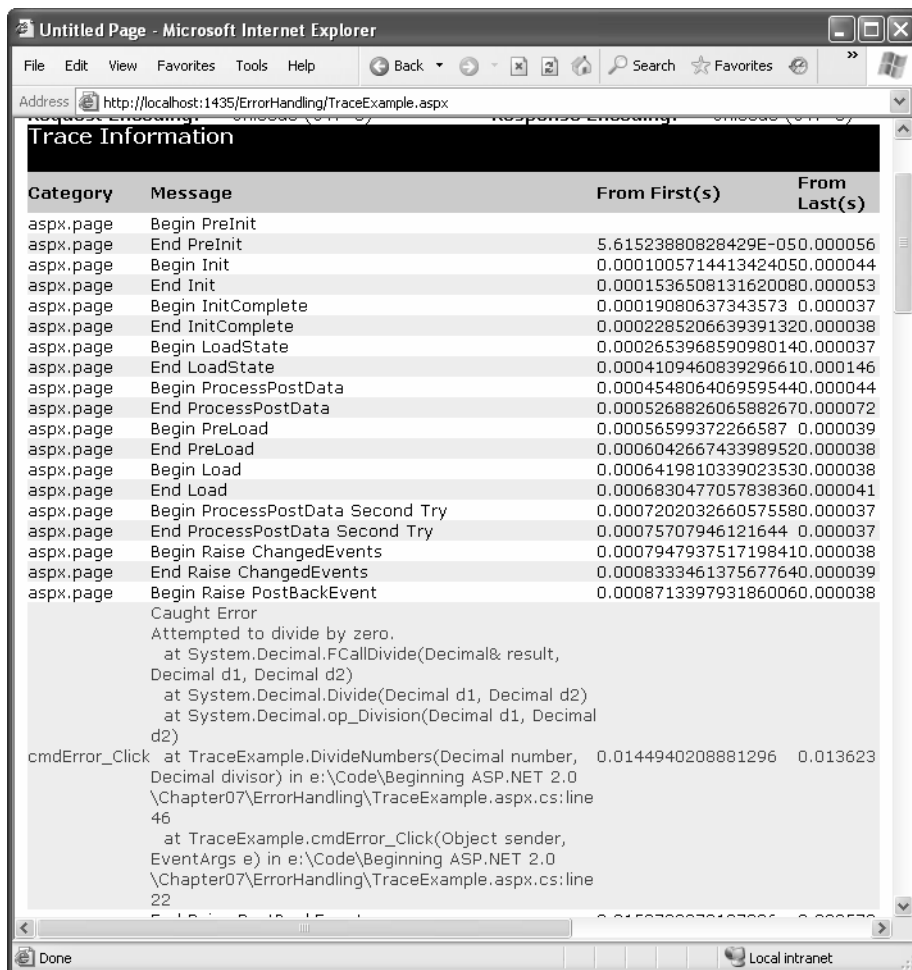 Untitled Page - Microsoft Internet Explorer
File Edit View Favorites Tools Help Back Search Favorites »
Address http://localhost:1435/ErrorHandling/TraceExample.aspx
Request Encoding: Unicode (UTF-8) Response Encoding: Unicode (UTF-8)
Trace Information
Category Message From First(s) From Last(s)
aspx.page Begin PreInit
aspx.page End PreInit 5.61523880828429E-05 0.000056
aspx.page Begin Init 0.000100571441342405 0.000044
aspx.page End Init 0.000153650813162008 0.000053
aspx.page Begin InitComplete 0.00019080637343573 0.000037
aspx.page End InitComplete 0.000228520663939132 0.000038
aspx.page Begin LoadState 0.000265396859098014 0.000037
aspx.page End LoadState 0.000410946083929661 0.000146
aspx.page Begin ProcessPostData 0.000454806406959544 0.000044
aspx.page End ProcessPostData 0.000526882606588267 0.000072
aspx.page Begin PreLoad 0.00056599372266587 0.000039
aspx.page End PreLoad 0.000604266743398952 0.000038
aspx.page Begin Load 0.000641981033902353 0.000038
aspx.page End Load 0.000683047705783836 0.000041
aspx.page Begin ProcessPostData Second Try 0.000720203266057558 0.000037
aspx.page End ProcessPostData Second Try 0.00075707946121644 0.000037
aspx.page Begin Raise ChangedEvents 0.000794793751719841 0.000038
aspx.page End Raise ChangedEvents 0.000833346137567764 0.000039
aspx.page Begin Raise PostBackEvent 0.000871339793186006 0.000038
Caught Error
Attempted to divide by zero.
at System.Decimal.FCallDivide(Decimal& result,
Decimal d1, Decimal d2)
at System.Decimal.Divide(Decimal d1, Decimal d2)
at System.Decimal.op_Division(Decimal d1, Decimal
d2)
cmdError_Click at TraceExample.DivideNumbers(Decimal number, 0.0144940208881296 0.013623
Decimal divisor) in e:\Code\Beginning ASP.NET 2.0
\Chapter07\ErrorHandling\TraceExample.aspx.cs:line
46
at TraceExample.cmdError_Click(Object sender,
EventArgs e) in e:\Code\Beginning ASP.NET 2.0
\Chapter07\ErrorHandling\TraceExample.aspx.cs:line
22
Done Local intranet